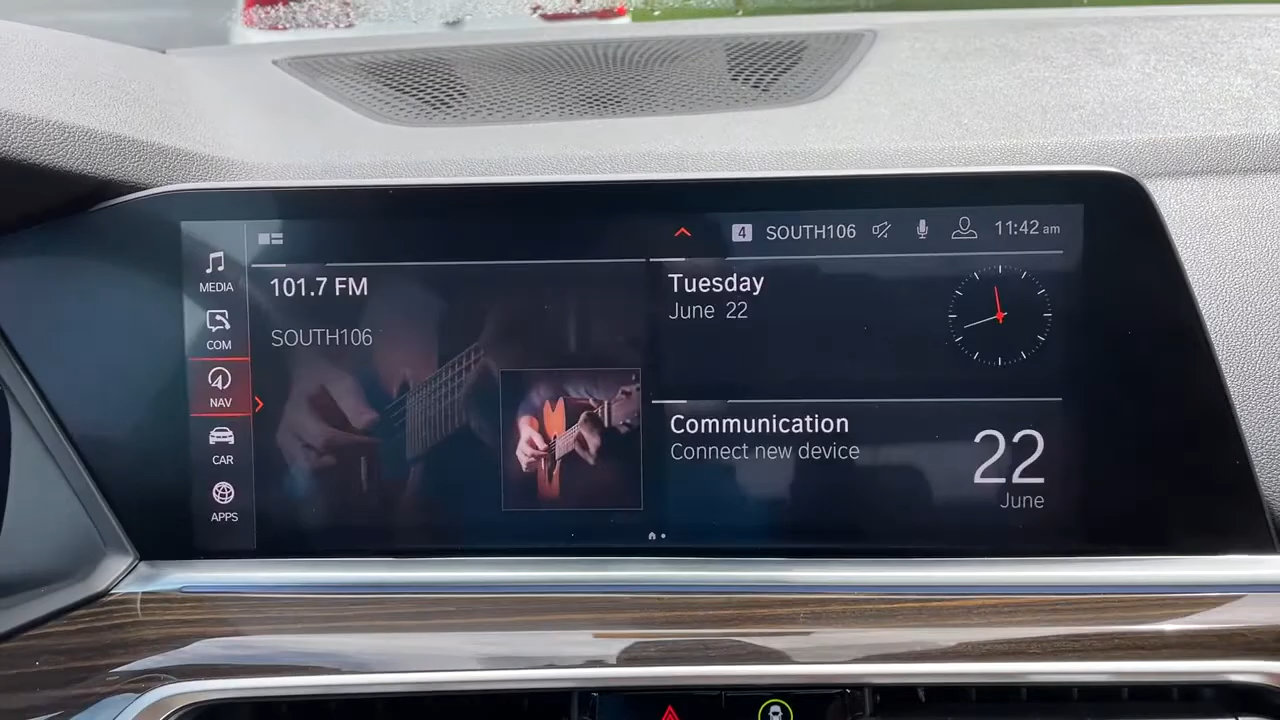 4 SOUTH106 11:42 am
MEDIA
COM
NAV
CAR
APPS
101.7 FM
SOUTH106
Tuesday
June 22
Communication
Connect new device
22
June